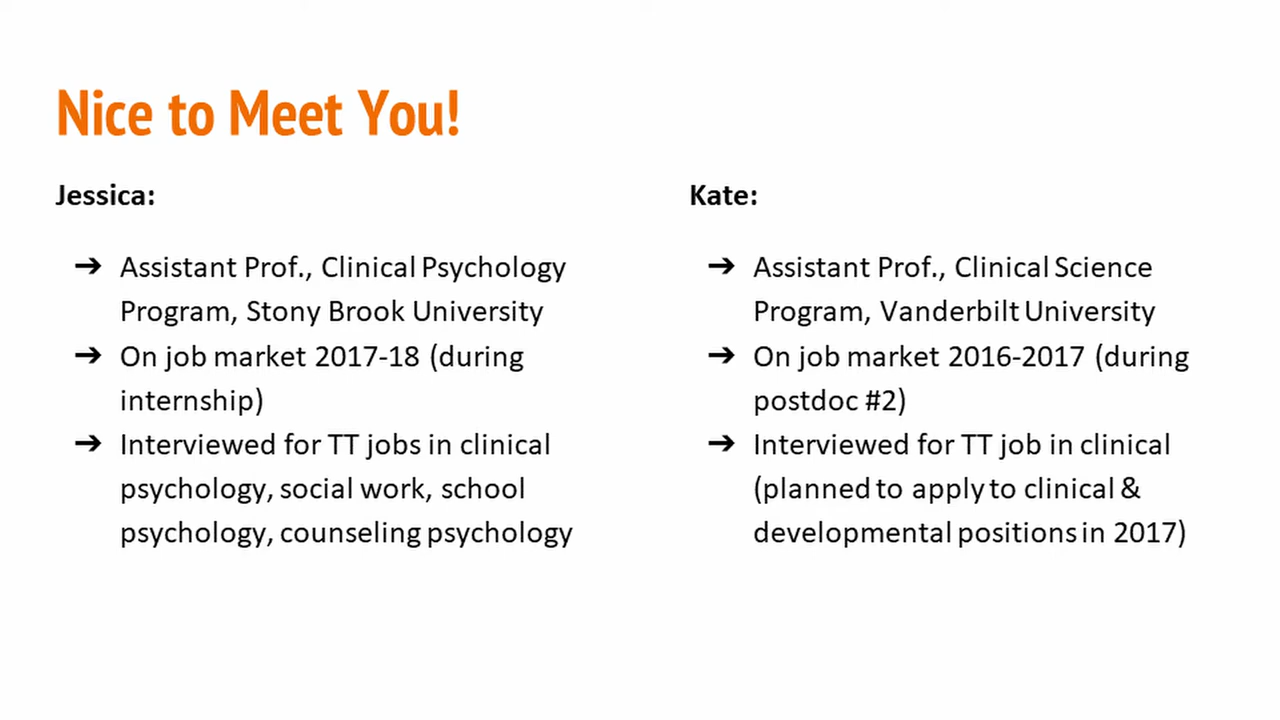 Nice to Meet You!
Jessica:
➔ Assistant Prof., Clinical Psychology
Program, Stony Brook University
➔ On job market 2017-18 (during
internship)
➔ Interviewed for TT jobs in clinical
psychology, social work, school
psychology, counseling psychology
Kate:
➔ Assistant Prof., Clinical Science
Program, Vanderbilt University
➔ On job market 2016-2017 (during
postdoc #2)
➔ Interviewed for TT job in clinical
(planned to apply to clinical &
developmental positions in 2017)